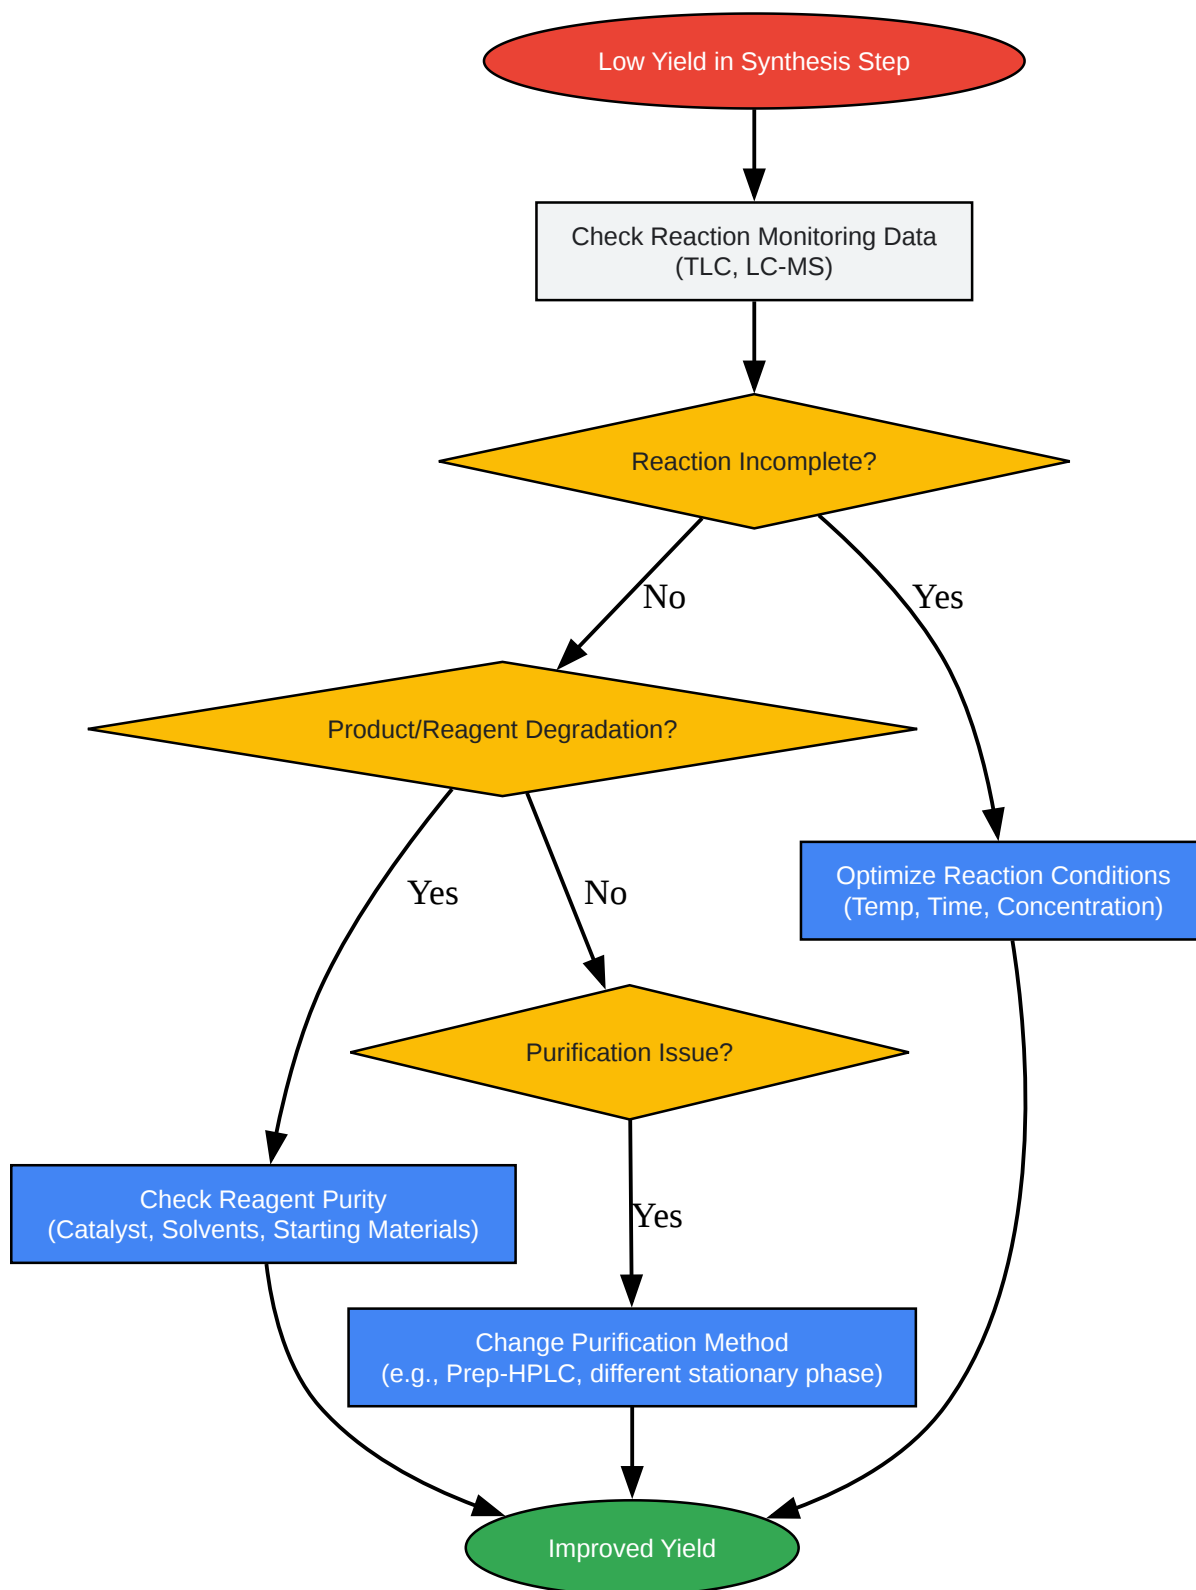 Low Yield in Synthesis Step
Check Reaction Monitoring Data
(TLC, LC-MS)
Reaction Incomplete?
No
Yes
Product/Reagent Degradation?
Optimize Reaction Conditions
(Temp, Time, Concentration)
Yes
No
Purification Issue?
Check Reagent Purity
(Catalyst, Solvents, Starting Materials)
Yes
Change Purification Method
(e.g., Prep-HPLC, different stationary phase)
Improved Yield